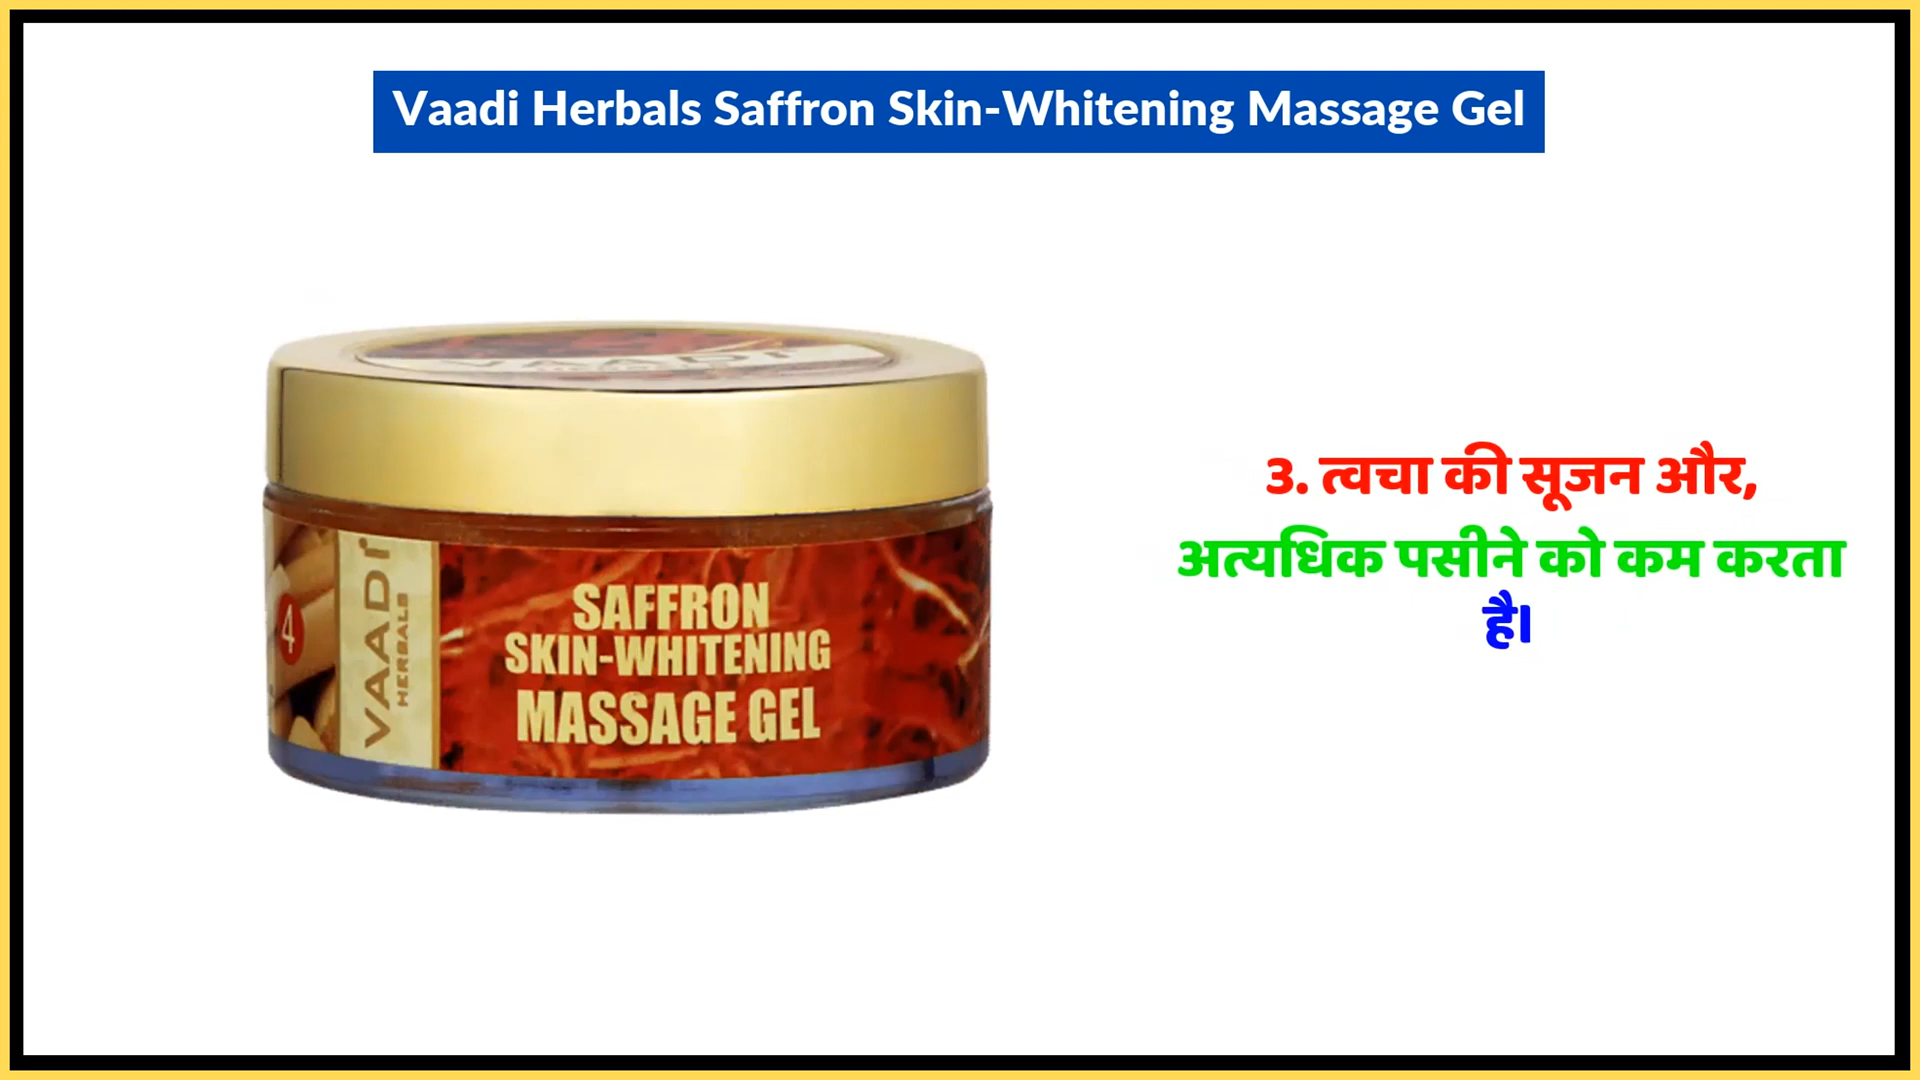 Vaadi Herbals Saffron Skin-Whitening Massage Gel
VAADI
3. त्वचा की सूजन और,
अत्यधिक पसीने को कम करता
है।
4
VAADI
HERBALS
SAFFRON
SKIN-WHITENING
MASSAGE GEL